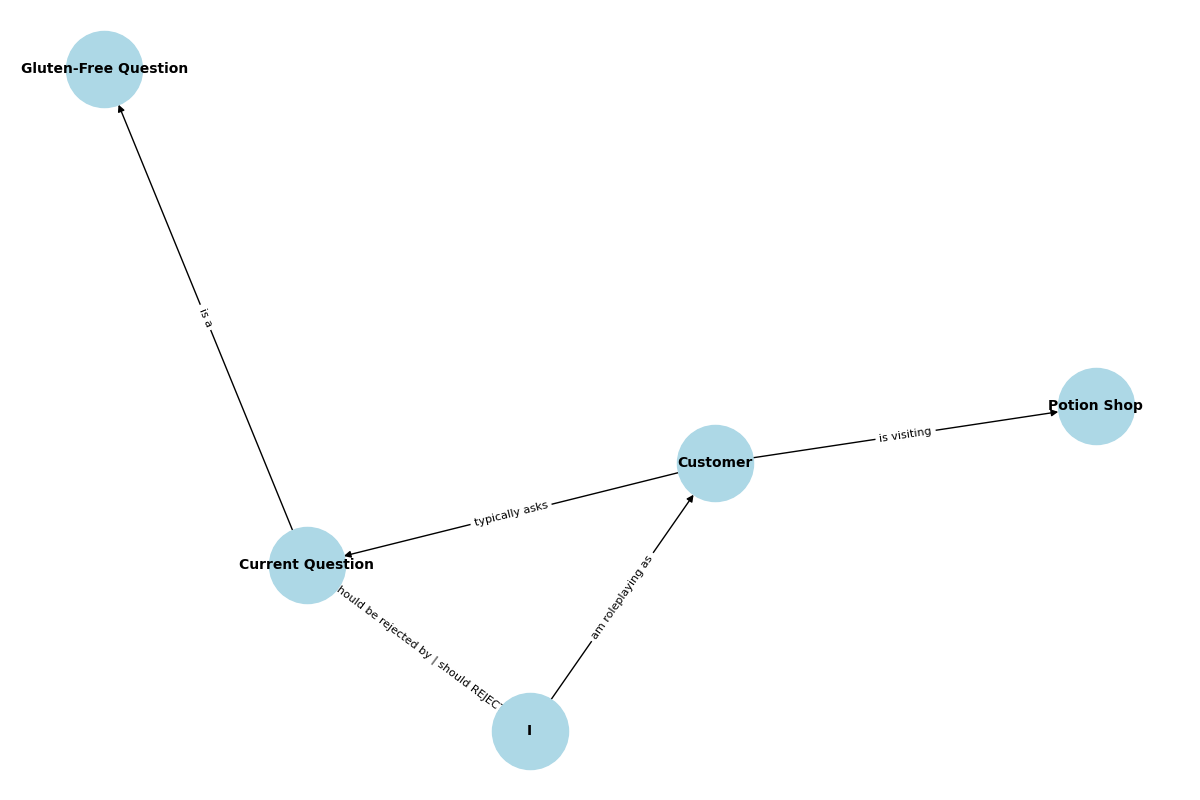 Gluten-Free Question
is a
Potion Shop
is visiting
Customer
typically asks
Current Question
am roleplaying as
hould be rejected by | should REJEC
I